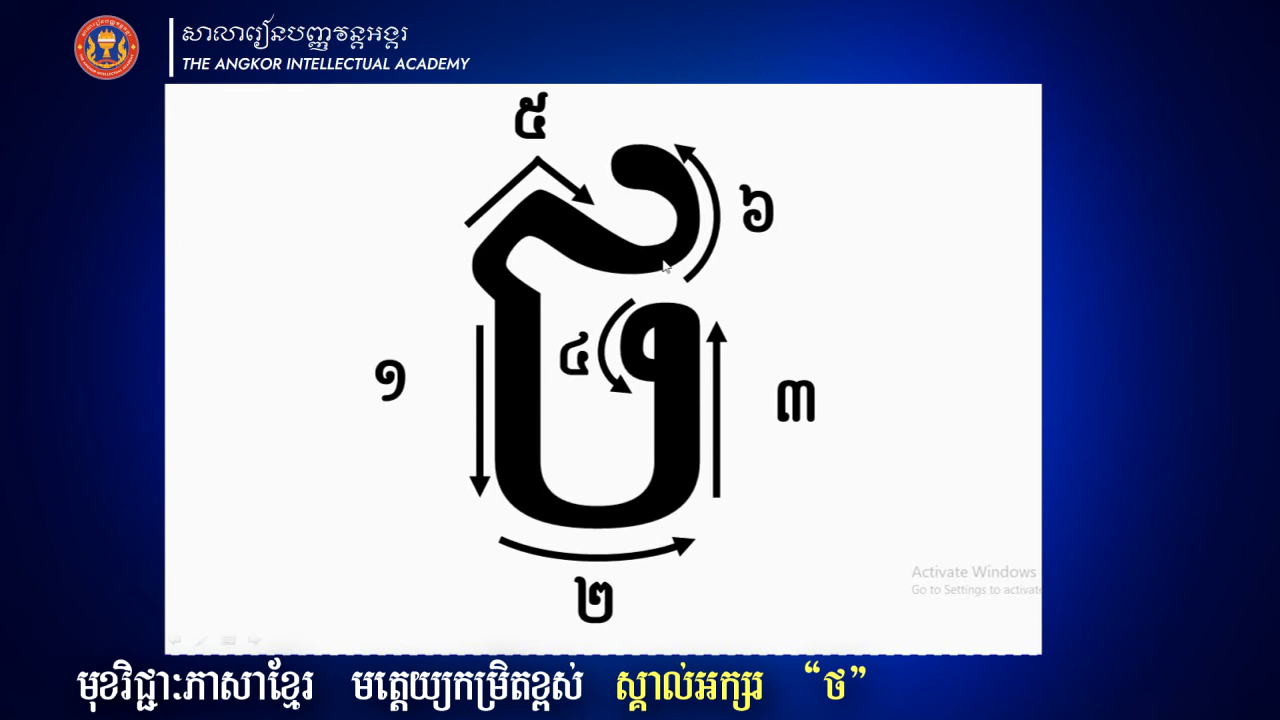 សាលារៀនបញ្ញវន្តអង្គរ
THE ANGKOR INTELLECTUAL ACADEMY
៥
៦
ថ
៤
១
៣
២
Activate Windows
Go to Settings to activate
មុខវិជ្ជា:ភាសាខ្មែរ មត្តេយ្យកម្រិតខ្ពស់ ស្គាល់អក្សរ “ថ”